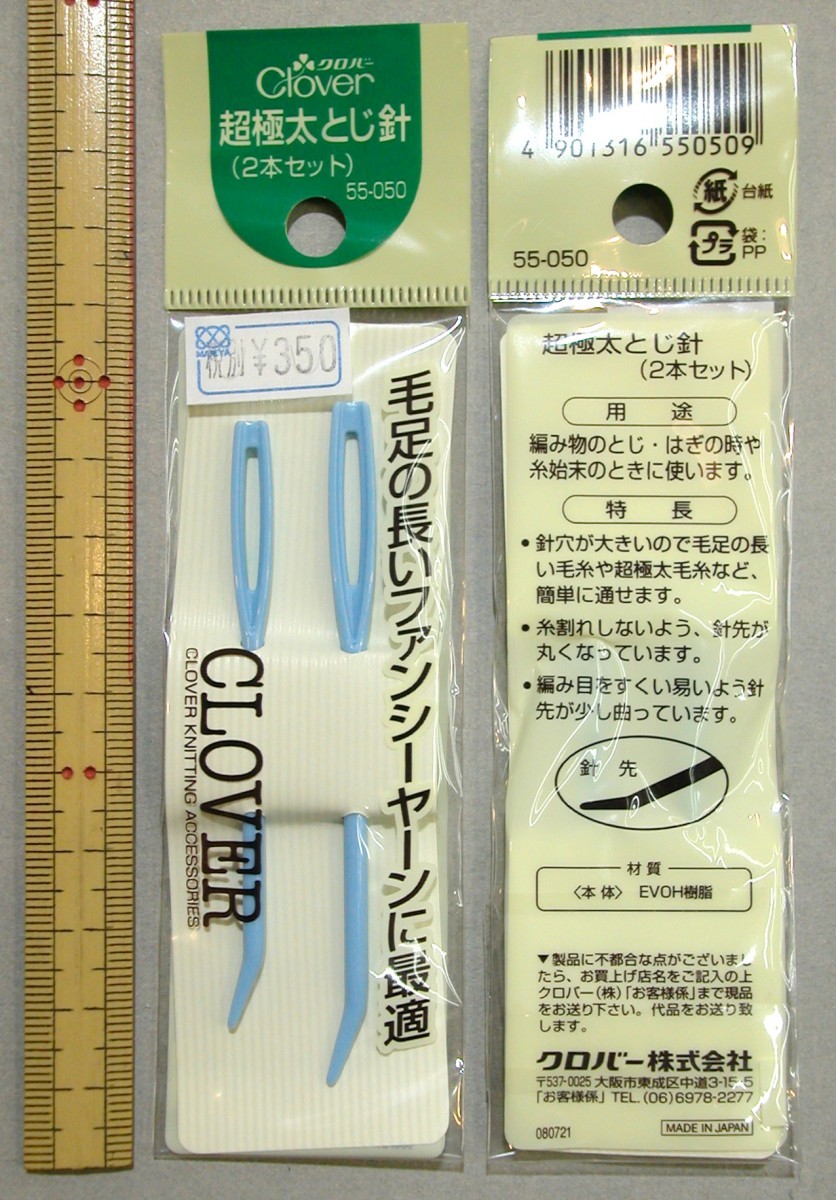 クロバー
Clover
超極太とじ針
(2本セット)
55-050
税別 ¥350
毛足の長いファンシーヤーンに最適
CLOVER
CLOVER KNITTING ACCESSORIES
4 901316 550509
紙 台紙
プラ 袋:
PP
55-050
超極太とじ針
(2本セット)
用 途
編み物のとじ・はぎの時や
糸始末のときに使います。
特 長
• 針穴が大きいので毛足の長
い毛糸や超極太毛糸など、
簡単に通せます。
• 糸割れしないよう、針先が
丸くなっています。
• 編み目をすくい易いよう針
先が少し曲っています。
針 先
材 質
〈本 体〉 EVOH樹脂
▼製品に不都合な点がございまし
たら、お買上げ店名をご記入の上
クロバー(株)「お客様係」まで現品
をお送り下さい。代品をお送り致
します。
クロバー株式会社
〒537-0025 大阪市東成区中道3-15-5
「お客様係」 TEL.(06)6978-2277
080721
MADE IN JAPAN